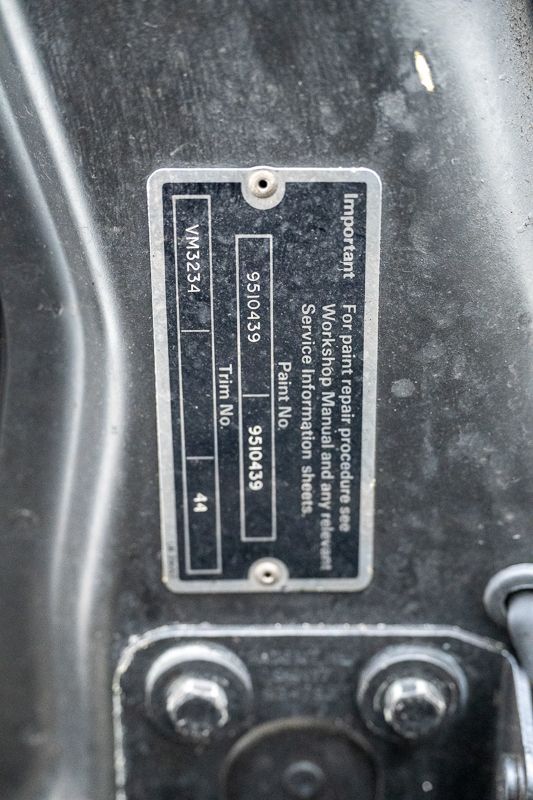 Important For paint repair procedure see
Workshop Manual and any relevant
Service Information sheets.
Paint No.
9510439 9510439
Trim No.
VM3234 44